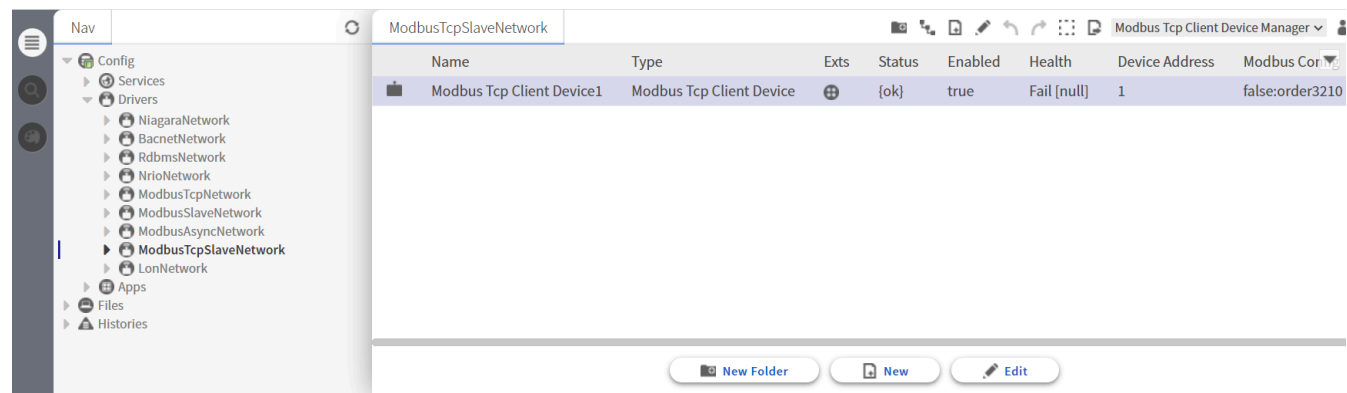 Nav
ModbusTcpSlaveNetwork
Modbus Tcp Client Device Manager
Config
Services
Drivers
NiagaraNetwork
BacnetNetwork
RdbmsNetwork
NrioNetwork
ModbusTcpNetwork
ModbusSlaveNetwork
ModbusAsyncNetwork
ModbusTcpSlaveNetwork
LonNetwork
Apps
Files
Histories
Name Type Exts Status Enabled Health Device Address Modbus
Modbus Tcp Client Device1 Modbus Tcp Client Device {ok} true Fail [null] 1 false:order3210
New Folder New Edit